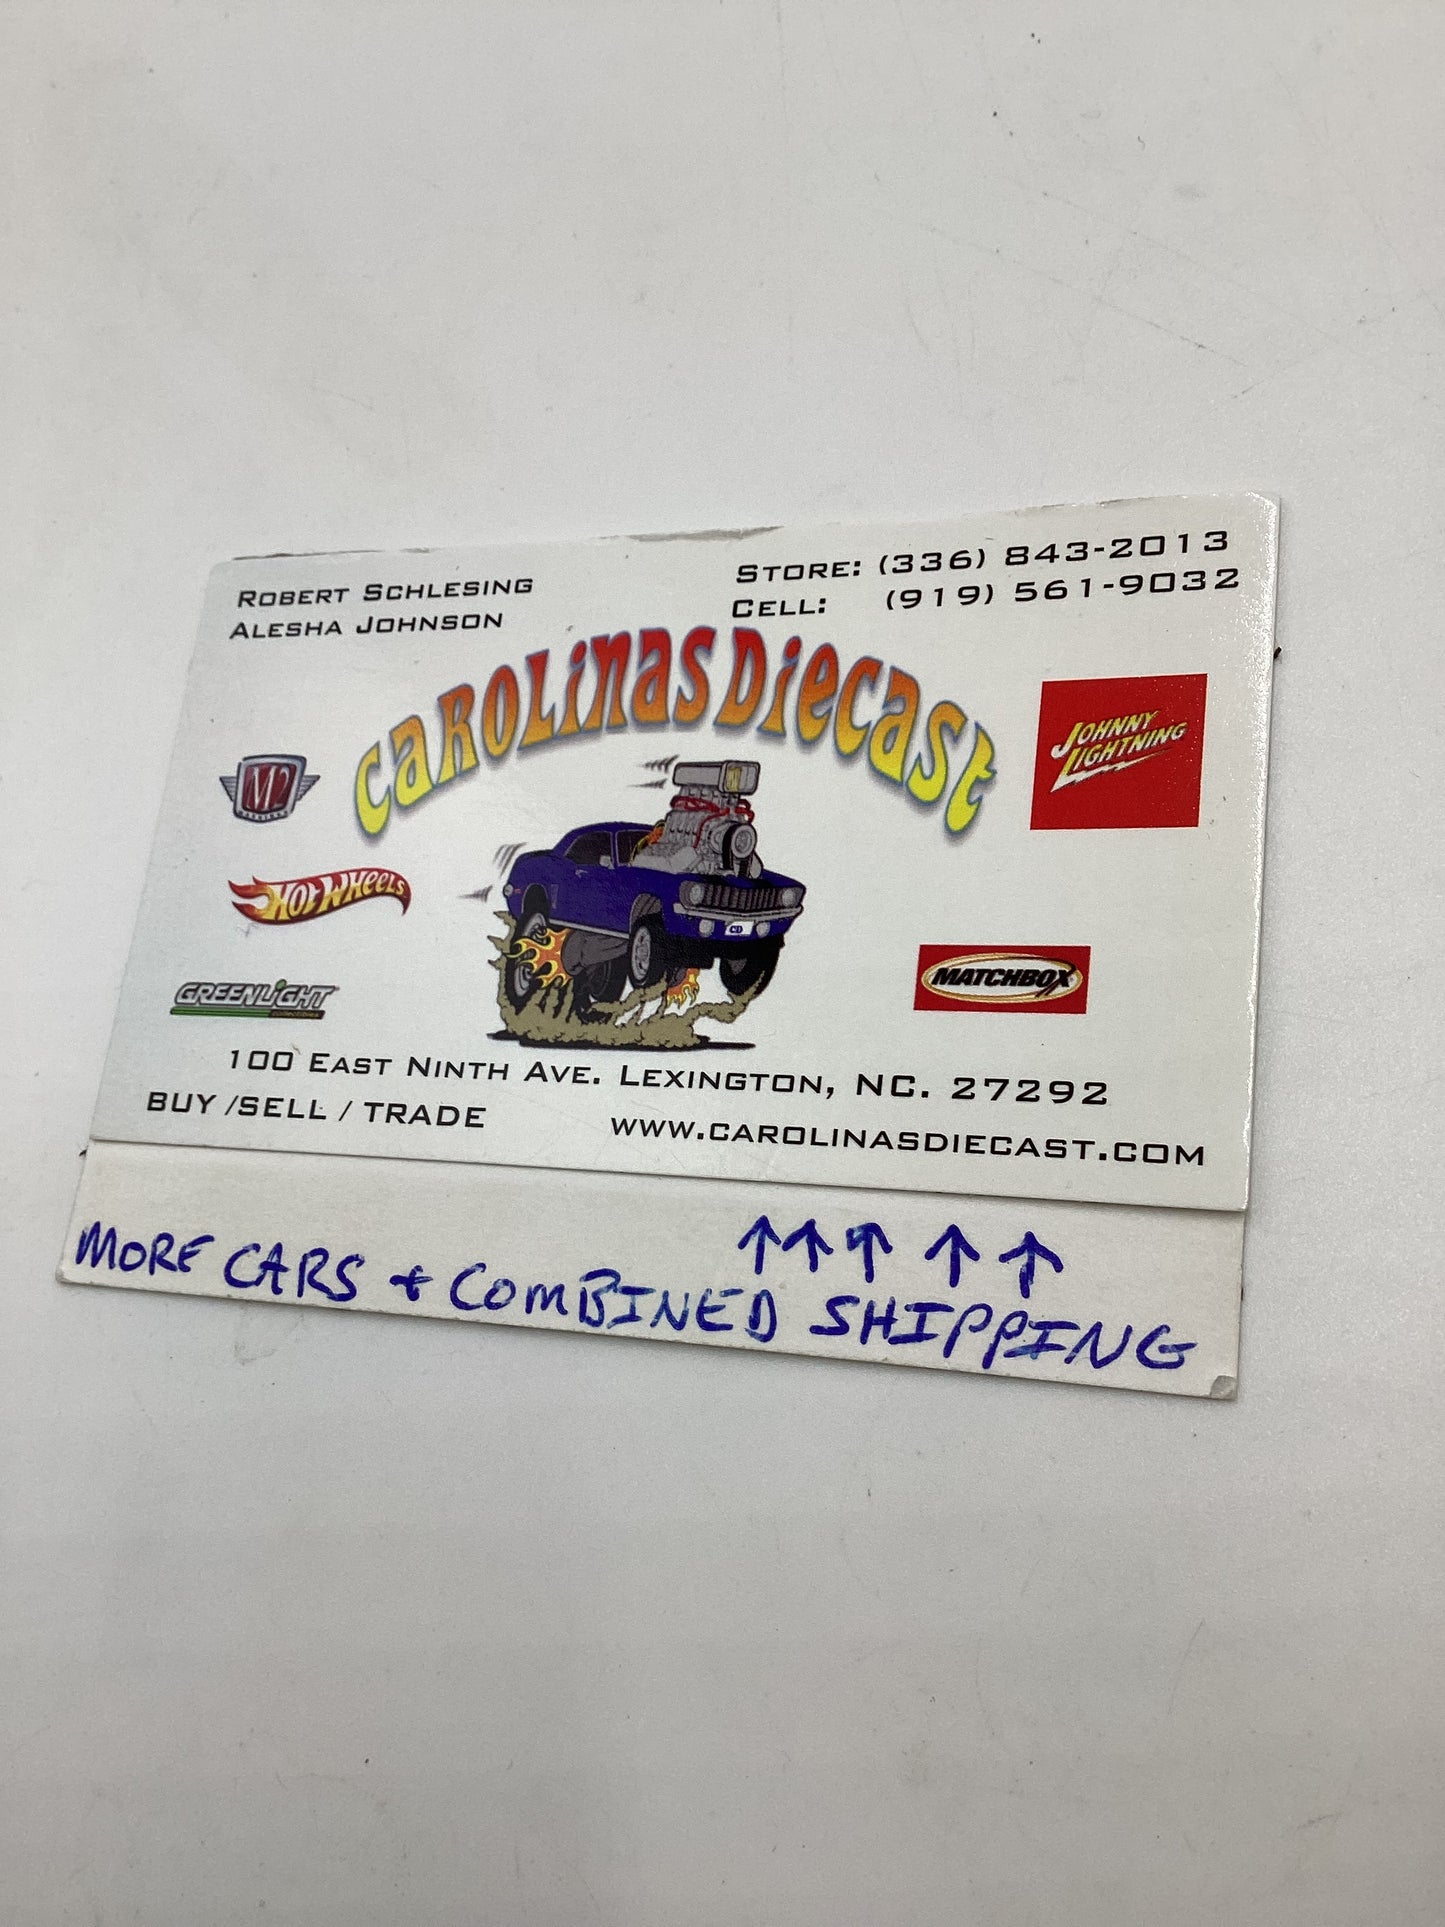 ROBERT SCHLESING
ALESHA JOHNSON
STORE: (336) 843-2013
CELL: (919) 561-9032
CAROLINAS DIECAST
M2
JOHNNY
LIGHTNING
HOT WHEELS
CD
GREENLIGHT
collectibles
MATCHBOX
100 EAST NINTH AVE. LEXINGTON, NC. 27292
BUY /SELL / TRADE
WWW.CAROLINASDIECAST.COM
↑↑↑↑↑
MORE CARS + COMBINED SHIPPING